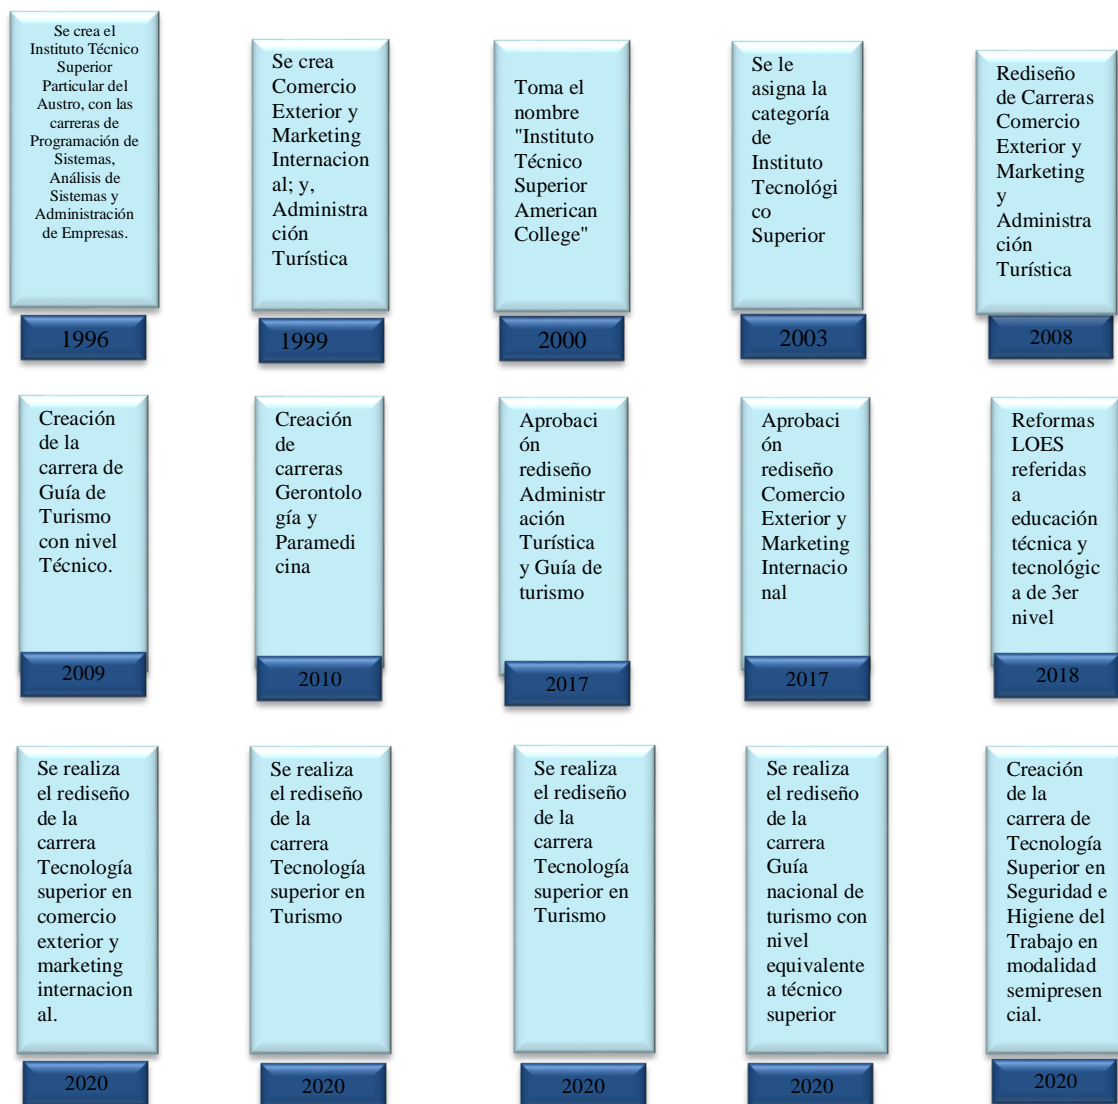 Se crea el
Instituto Técnico
Superior
Particular del
Austro, con las
carreras de
Programación de
Sistemas,
Análisis de
Sistemas y
Administración
de Empresas.
1996
Se crea
Comercio
Exterior y
Marketing
Internacion
al; y,
Administra
ción
Turística
1999
Toma el
nombre
"Instituto
Técnico
Superior
American
College"
2000
Se le
asigna la
categoría
de
Instituto
Tecnológi
co
Superior
2003
Rediseño
de Carreras
Comercio
Exterior y
Marketing
y
Administra
ción
Turística
2008
Creación
de la
carrera de
Guía de
Turismo
con nivel
Técnico.
2009
Creación
de
carreras
Gerontolo
gía y
Paramedi
cina
2010
Aprobaci
ón
rediseño
Administr
ación
Turística
y Guía de
turismo
2017
Aprobaci
ón
rediseño
Comercio
Exterior y
Marketing
Internacio
nal
2017
Reformas
LOES
referidas
a
educación
técnica y
tecnológic
a de 3er
nivel
2018
Se realiza
el rediseño
de la
carrera
Tecnología
superior en
comercio
exterior y
marketing
internacion
al.
2020
Se realiza
el rediseño
de la
carrera
Tecnología
superior en
Turismo
2020
Se realiza
el rediseño
de la
carrera
Tecnología
superior en
Turismo
2020
Se realiza
el rediseño
de la
carrera
Guía
nacional de
turismo con
nivel
equivalente
a técnico
superior
2020
Creación
de la
carrera de
Tecnología
Superior en
Seguridad e
Higiene del
Trabajo en
modalidad
semipresen
cial.
2020